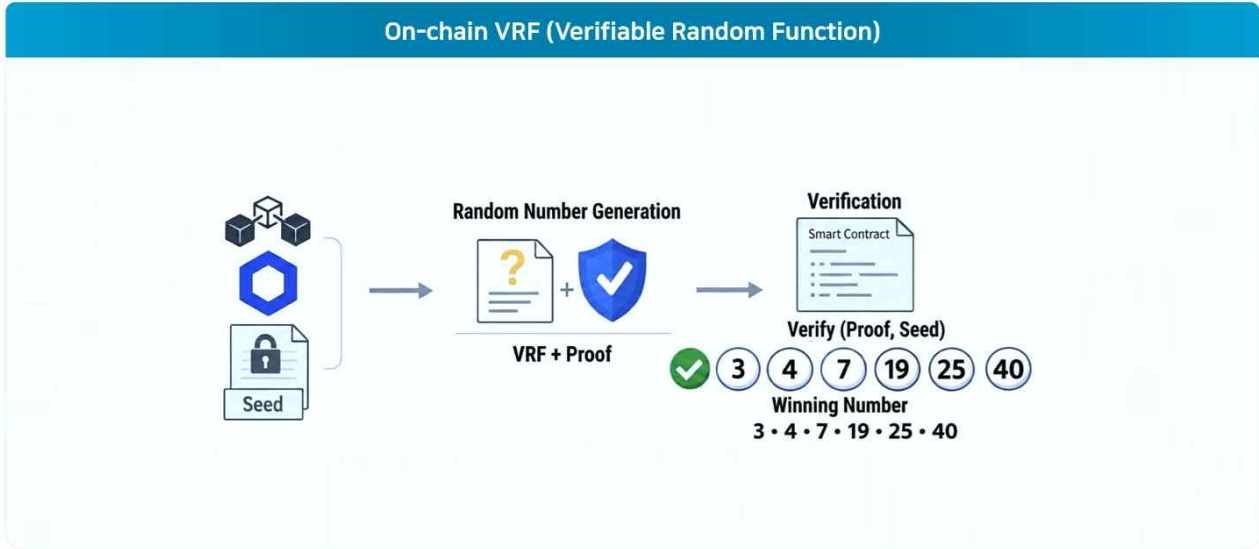 On-chain VRF (Verifiable Random Function)
Seed
Random Number Generation
?
+
VRF + Proof
Verification
Smart Contract
Verify (Proof, Seed)
3 4 7 19 25 40
Winning Number
3 • 4 • 7 • 19 • 25 • 40